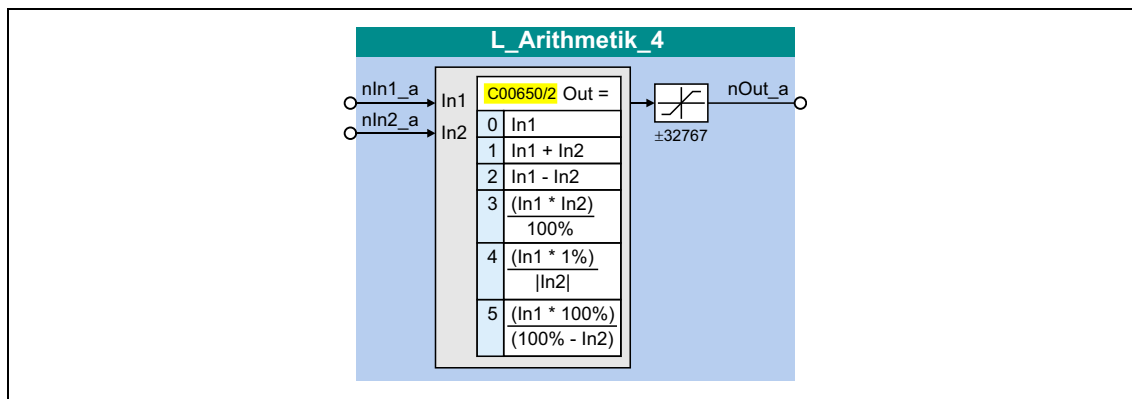 L_Arithmetik_4
nIn1_a
nIn2_a
In1
In2
C00650/2 Out =
0 In1
1 In1 + In2
2 In1 - In2
3 (In1 * In2)
100%
4 (In1 * 1%)
|In2|
5 (In1 * 100%)
(100% - In2)
±32767
nOut_a